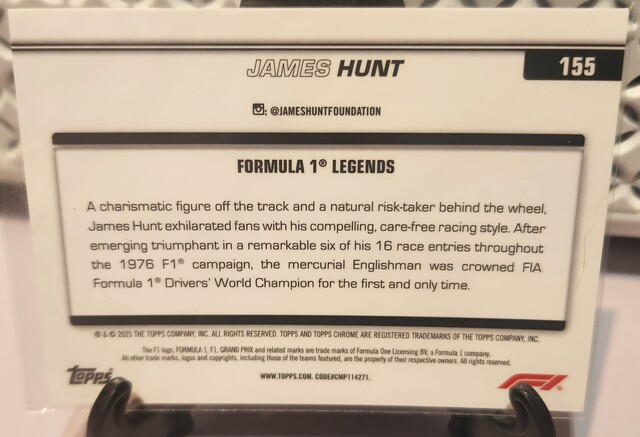 JAMES HUNT
155
: @JAMESHUNTFOUNDATION
FORMULA 1® LEGENDS
A charismatic figure off the track and a natural risk-taker behind the wheel,
James Hunt exhilarated fans with his compelling, care-free racing style. After
emerging triumphant in a remarkable six of his 16 race entries throughout
the 1976 F1® campaign, the mercurial Englishman was crowned FIA
Formula 1® Drivers' World Champion for the first and only time.
® & © 2025 THE TOPPS COMPANY, INC. ALL RIGHTS RESERVED. TOPPS AND TOPPS CHROME ARE REGISTERED TRADEMARKS OF THE TOPPS COMPANY, INC.
The F1 logo, FORMULA 1, F1, GRAND PRIX and related marks are trade marks of Formula One Licensing BV, a Formula 1 company.
All other trade marks, logos and copyrights, including those of the teams featured, are the property of their respective owners. All rights reserved.
Topps
WWW.TOPPS.COM. CODE#CMP114271.
F1